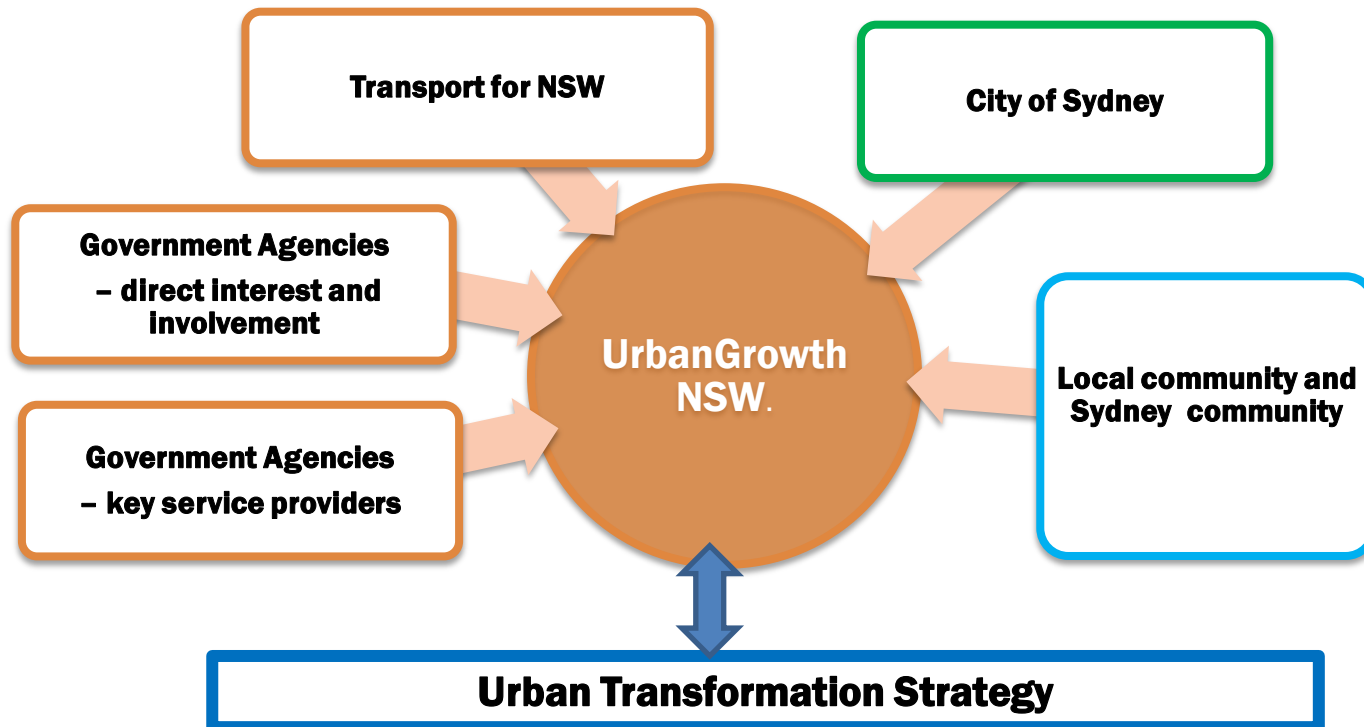 Transport for NSW
City of Sydney
Government Agencies
– direct interest and
involvement
Government Agencies
– key service providers
UrbanGrowth
NSW.
Local community and
Sydney community
Urban Transformation Strategy